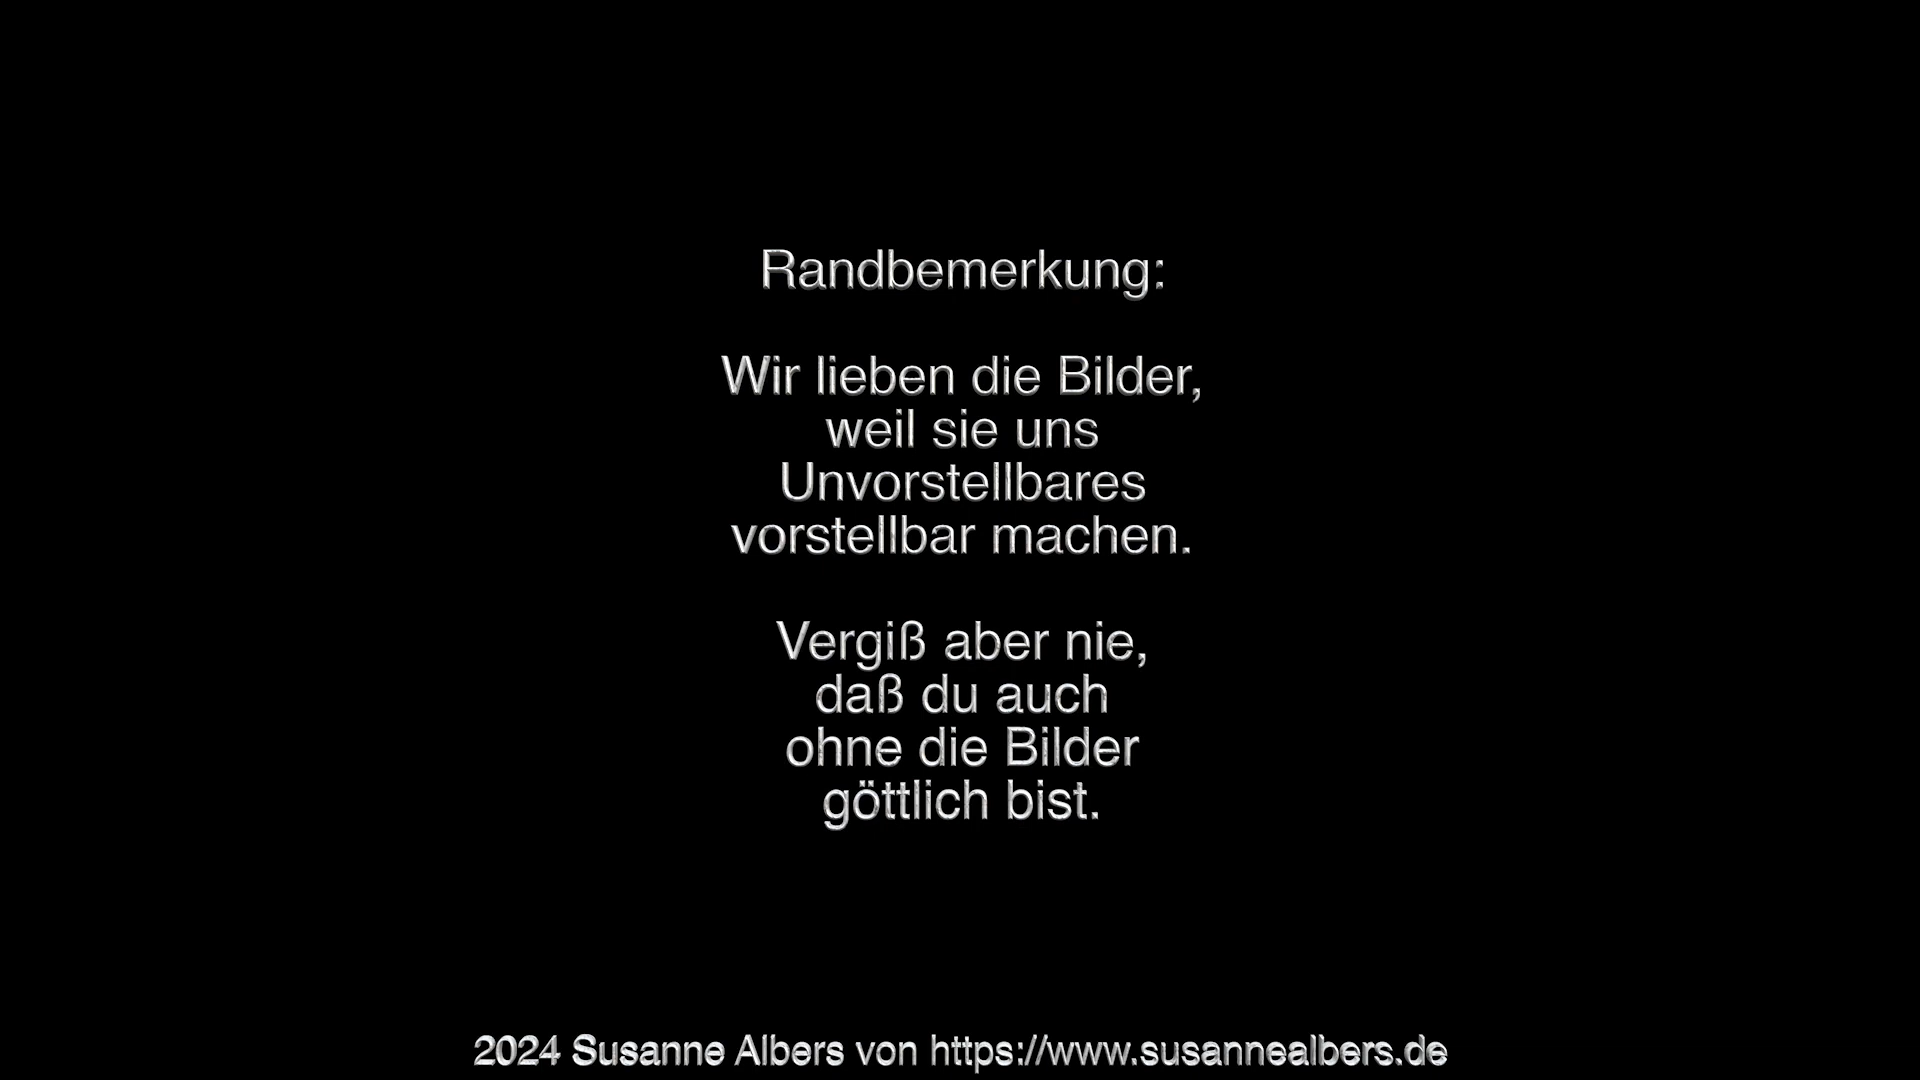 Randbemerkung:
Wir lieben die Bilder,
weil sie uns
Unvorstellbares
vorstellbar machen.
Vergiß aber nie,
daß du auch
ohne die Bilder
göttlich bist.
2024 Susanne Albers von https://www.susannealbers.de